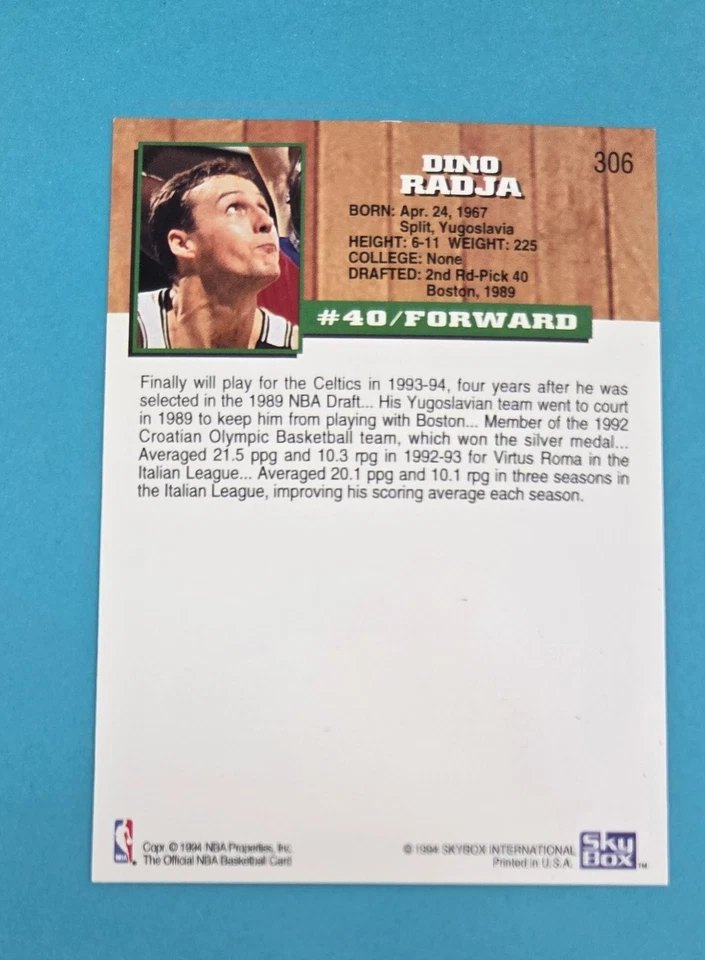 306
DINO
RADJA
BORN: Apr. 24, 1967
Split, Yugoslavia
HEIGHT: 6-11 WEIGHT: 225
COLLEGE: None
DRAFTED: 2nd Rd-Pick 40
Boston, 1989
#40/FORWARD
Finally will play for the Celtics in 1993-94, four years after he was
selected in the 1989 NBA Draft... His Yugoslavian team went to court
in 1989 to keep him from playing with Boston... Member of the 1992
Croatian Olympic Basketball team, which won the silver medal...
Averaged 21.5 ppg and 10.3 rpg in 1992-93 for Virtus Roma in the
Italian League... Averaged 20.1 ppg and 10.1 rpg in three seasons in
the Italian League, improving his scoring average each season.
NBA
Copr. © 1994 NBA Properties, Inc.
The Official NBA Basketball Card
© 1994 SKYBOX INTERNATIONAL
Printed in U.S.A.
Sky
BOX
TM